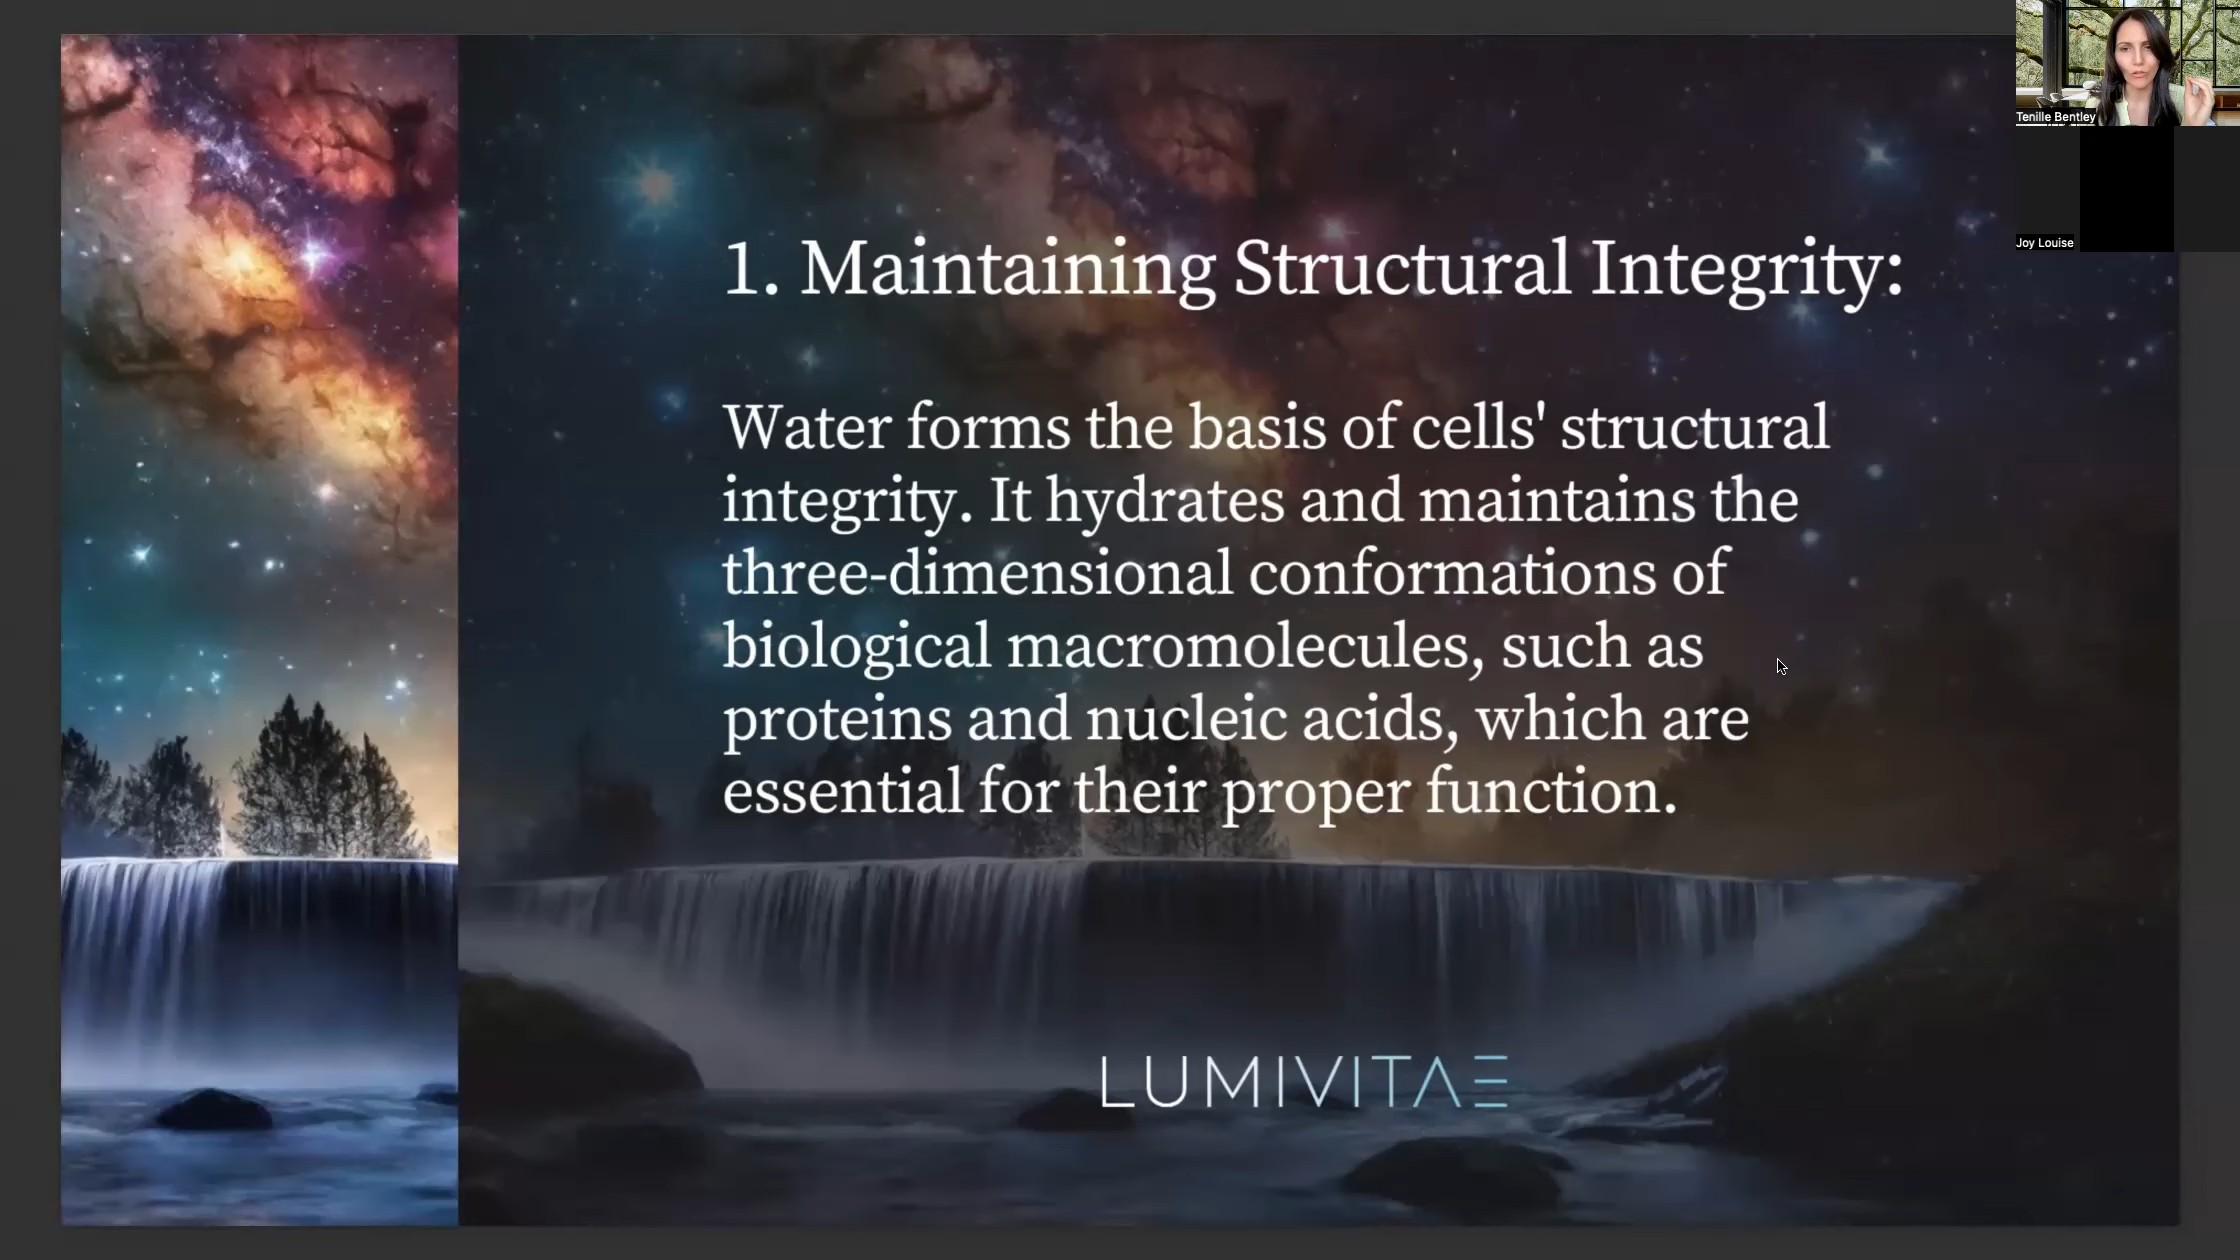 Tenille Bentley
Joy Louise
1. Maintaining Structural Integrity:
Water forms the basis of cells' structural
integrity. It hydrates and maintains the
three-dimensional conformations of
biological macromolecules, such as
proteins and nucleic acids, which are
essential for their proper function.
LUMIVITAE